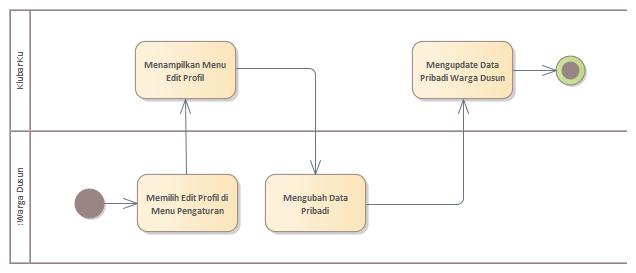 KlubanKu
Menampilkan Menu
Edit Profil
Mengupdate Data
Pribadi Warga Dusun
:Warga Dusun
Memilih Edit Profil di
Menu Pengaturan
Mengubah Data
Pribadi